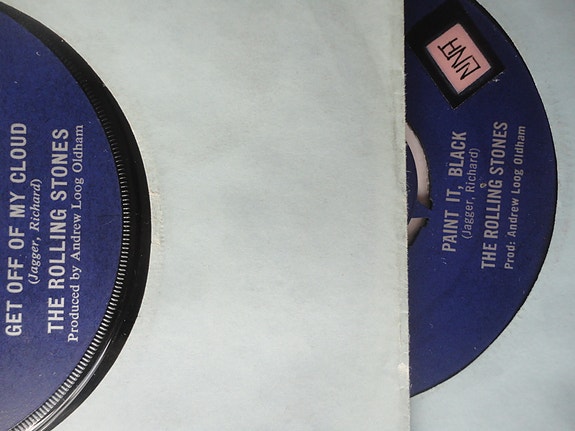 GET OFF OF MY CLOUD
(Jagger, Richard)
THE ROLLING STONES
Produced by Andrew Loog Oldham
PAINT IT, BLACK
(Jagger, Richard)
THE ROLLING STONES
Prod: Andrew Loog Oldham